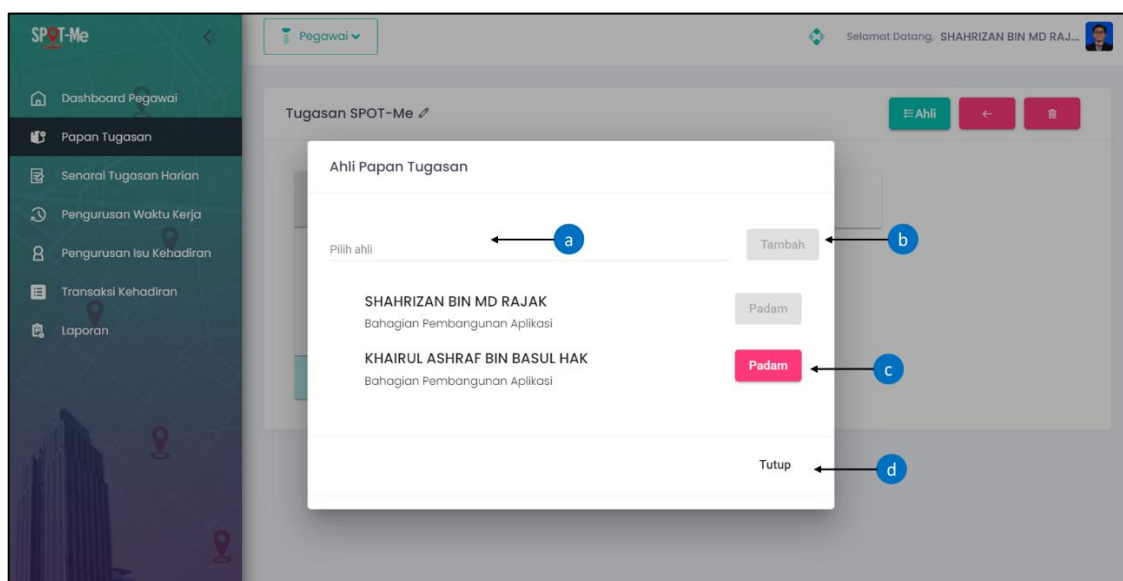 SPOT-Me
Pegawai
Selamat Datang, SHAHRIZAN BIN MD RAJ...
Dashboard Pegawai
Papan Tugasan
Senarai Tugasan Harian
Pengurusan Waktu Kerja
Pengurusan Isu Kehadiran
Transaksi Kehadiran
Laporan
Tugasan SPOT-Me
Ahli
Ahli Papan Tugasan
Pilih ahli
a
Tambah
b
SHAHRIZAN BIN MD RAJAK
Bahagian Pembangunan Aplikasi
Padam
KHAIRUL ASHRAF BIN BASUL HAK
Bahagian Pembangunan Aplikasi
Padam
c
Tutup
d